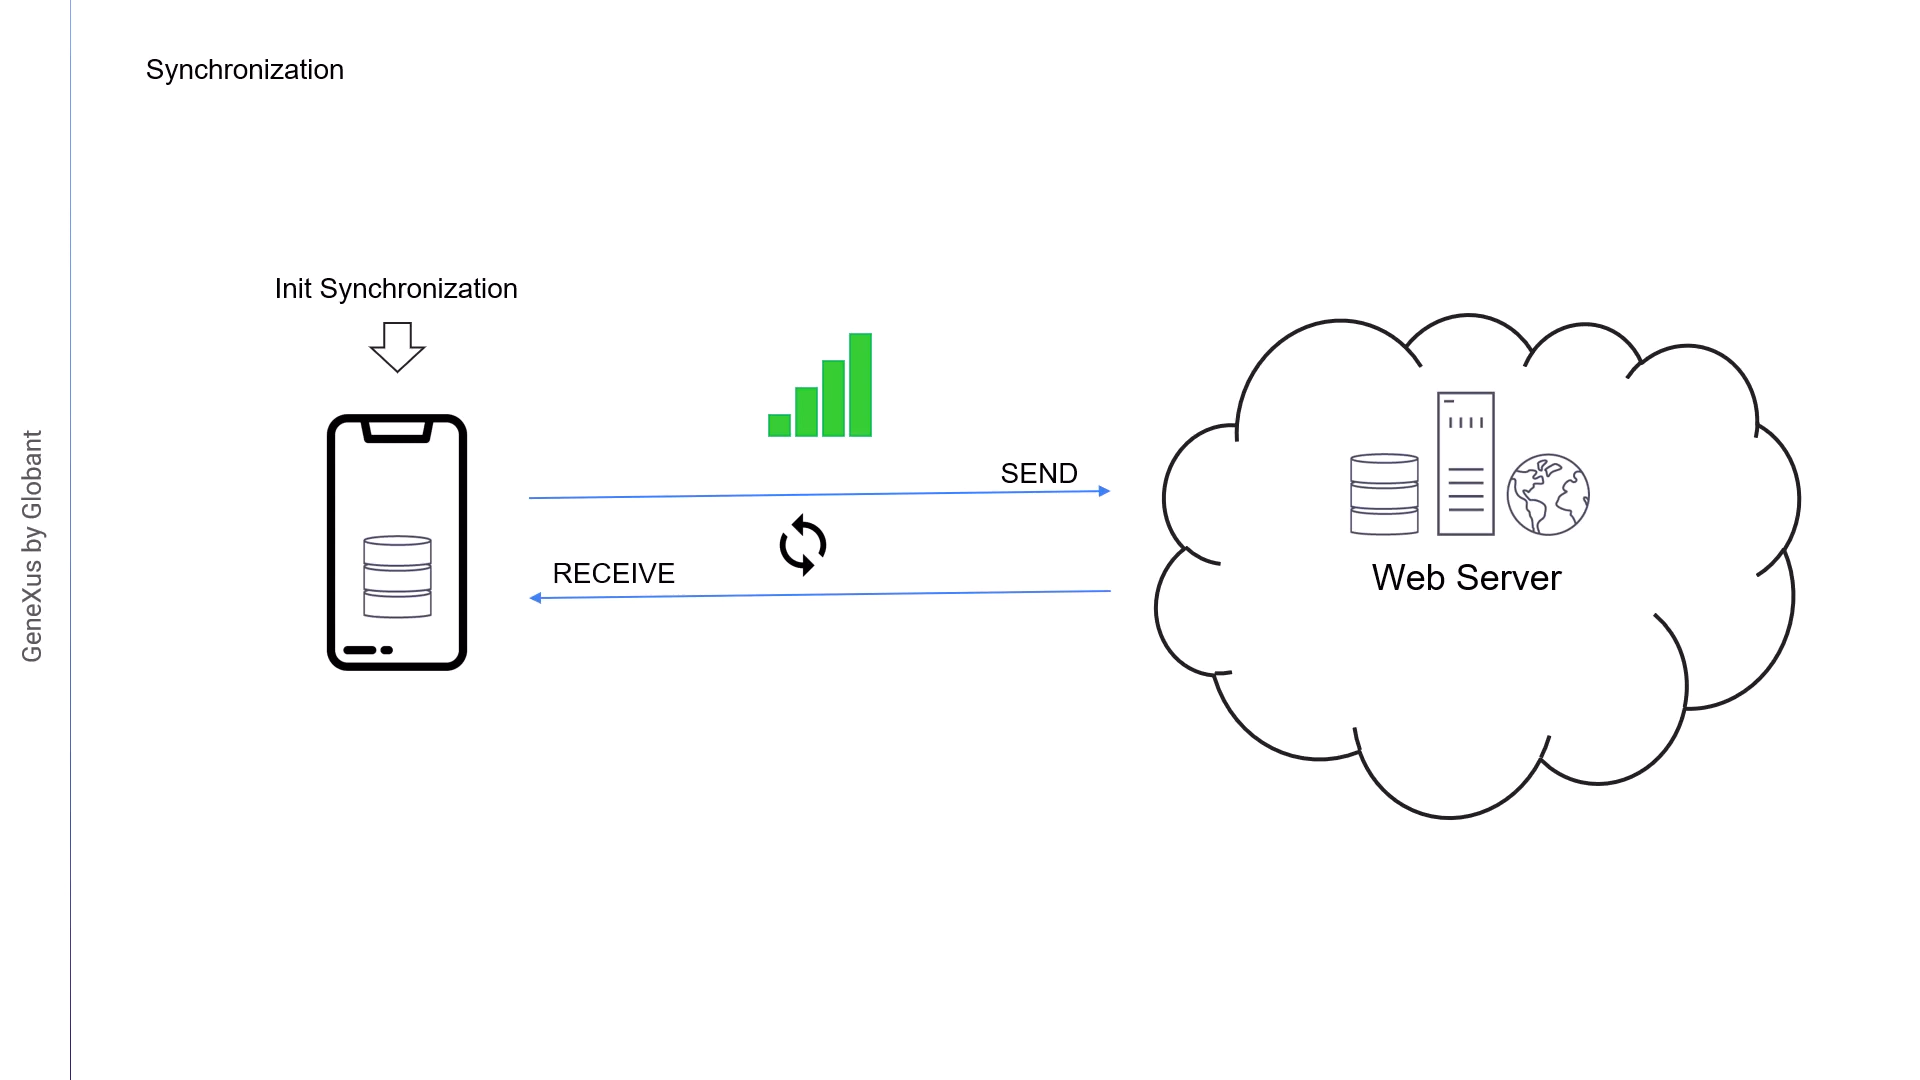 Synchronization
Init Synchronization
SEND
RECEIVE
Web Server
GeneXus by Globant